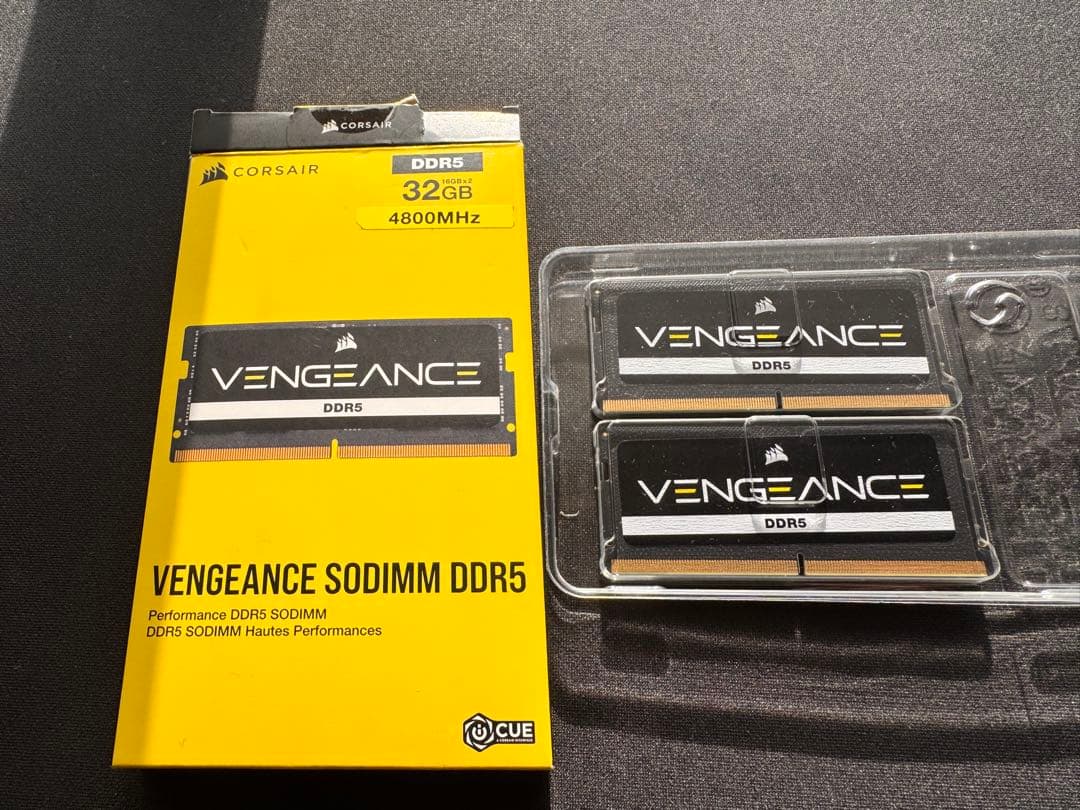 CORSAIR
CORSAIR
DDR5
16GBx2
32GB
4800MHz
VENGEANCE
DDR5
VENGEANCE SODIMM DDR5
Performance DDR5 SODIMM
DDR5 SODIMM Hautes Performances
CUE
VENGEANCE
DDR5
VENGEANCE
DDR5